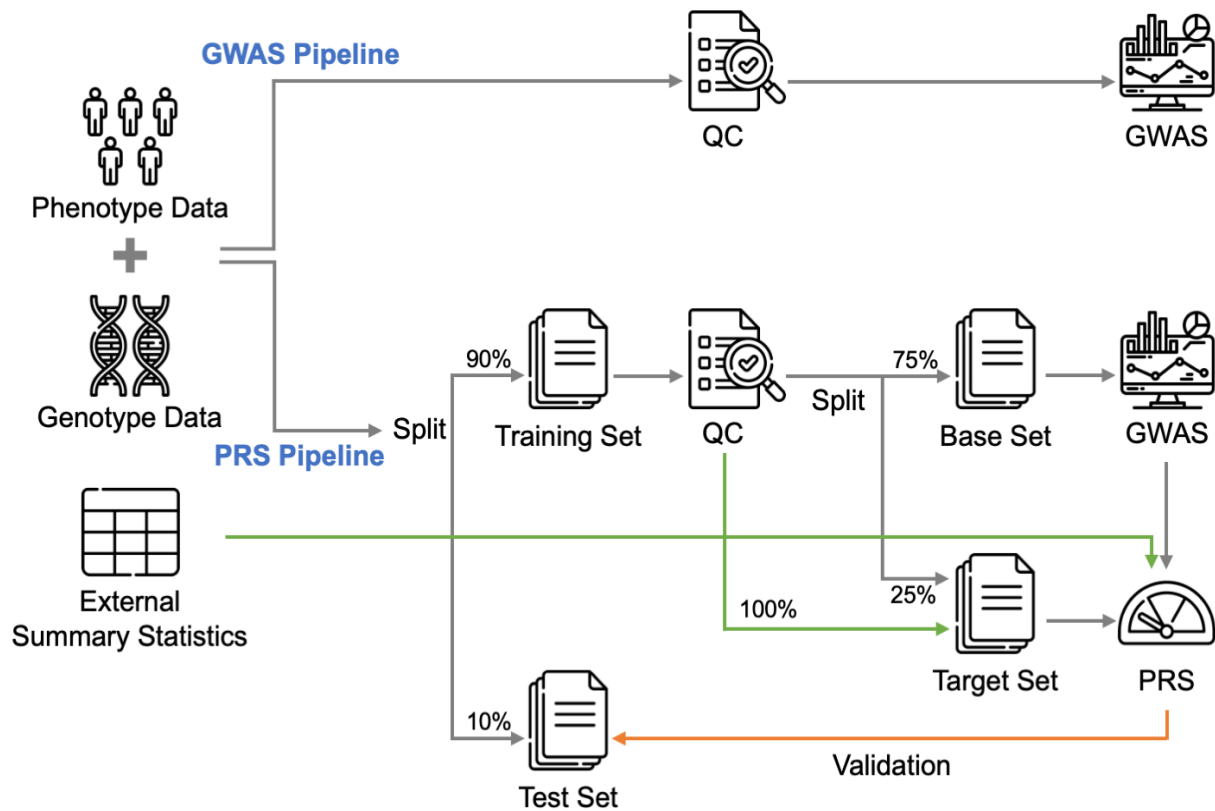 GWAS Pipeline
QC
GWAS
Phenotype Data
Genotype Data
PRS Pipeline
Split
90%
Training Set
QC
Split
75%
Base Set
GWAS
External
Summary Statistics
100%
25%
Target Set
PRS
10%
Test Set
Validation